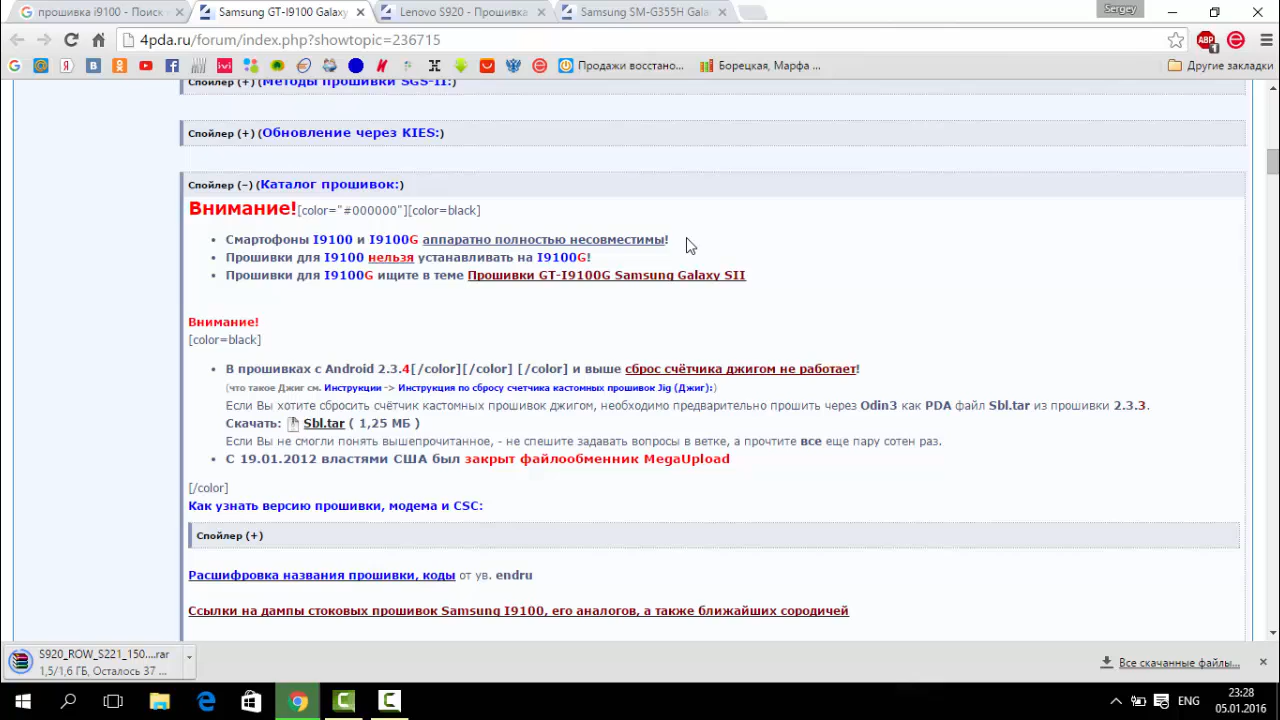 прошивка i9100 - Поиск
Samsung GT-I9100 Galaxy
Lenovo S920 - Прошивка
Samsung SM-G355H Gala
Sergey
4pda.ru/forum/index.php?showtopic=236715
ABP
1
Продажи восстано...
Борецкая, Марфа ...
Другие закладки
Спойлер (+) (Методы прошивки SGS-II:)
Спойлер (+) (Обновление через KIES:)
Спойлер (−) (Каталог прошивок:)
Внимание![color="#000000"][color=black]
• Смартофоны I9100 и I9100G аппаратно полностью несовместимы!
• Прошивки для I9100 нельзя устанавливать на I9100G!
• Прошивки для I9100G ищите в теме Прошивки GT-I9100G Samsung Galaxy SII
Внимание!
[color=black]
• В прошивках с Android 2.3.4[/color][/color] [/color] и выше сброс счётчика джигом не работает!
(что такое Джиг см. Инструкции -> Инструкция по сбросу счетчика кастомных прошивок Jig (Джиг):)
Если Вы хотите сбросить счётчик кастомных прошивок джигом, необходимо предварительно прошить через Odin3 как PDA файл Sbl.tar из прошивки 2.3.3.
Скачать: Sbl.tar ( 1,25 МБ )
Если Вы не смогли понять вышепрочитанное, - не спешите задавать вопросы в ветке, а прочтите все еще пару сотен раз.
• С 19.01.2012 властями США был закрыт файлообменник MegaUpload
[/color]
Как узнать версию прошивки, модема и CSC:
Спойлер (+)
Расшифровка названия прошивки, коды от ув. endru
Ссылки на дампы стоковых прошивок Samsung I9100, его аналогов, а также ближайших сородичей
S920_ROW_S221_150....rar
1,5/1,6 ГБ, Осталось 37 ...
Все скачанные файлы...
ENG
23:28
05.01.2016